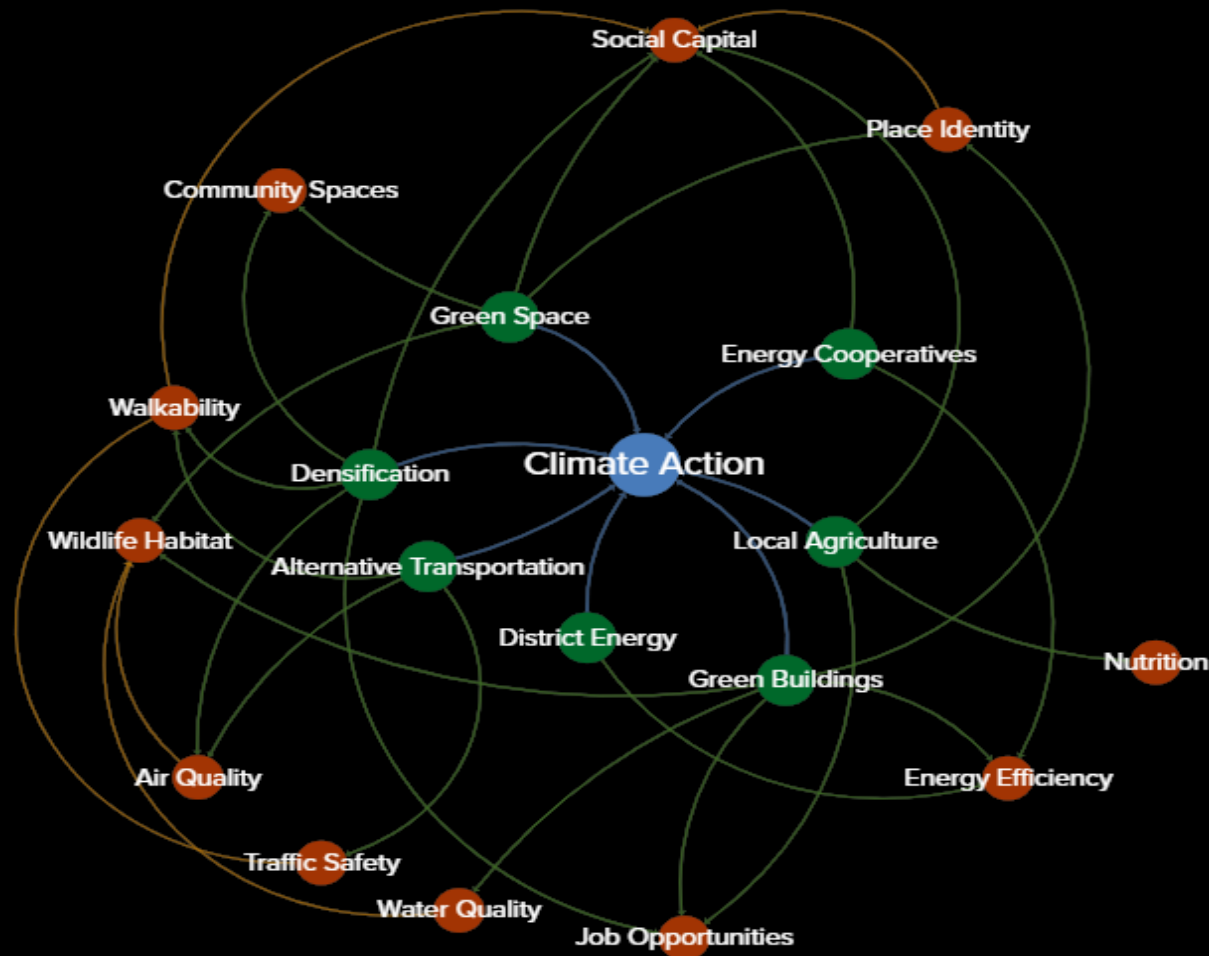 Social Capital
Place Identity
Community Spaces
Green Space
Energy Cooperatives
Walkability
Climate Action
Densification
Wildlife Habitat
Local Agriculture
Alternative Transportation
District Energy
Nutrition
Green Buildings
Air Quality
Energy Efficiency
Traffic Safety
Water Quality
Job Opportunities